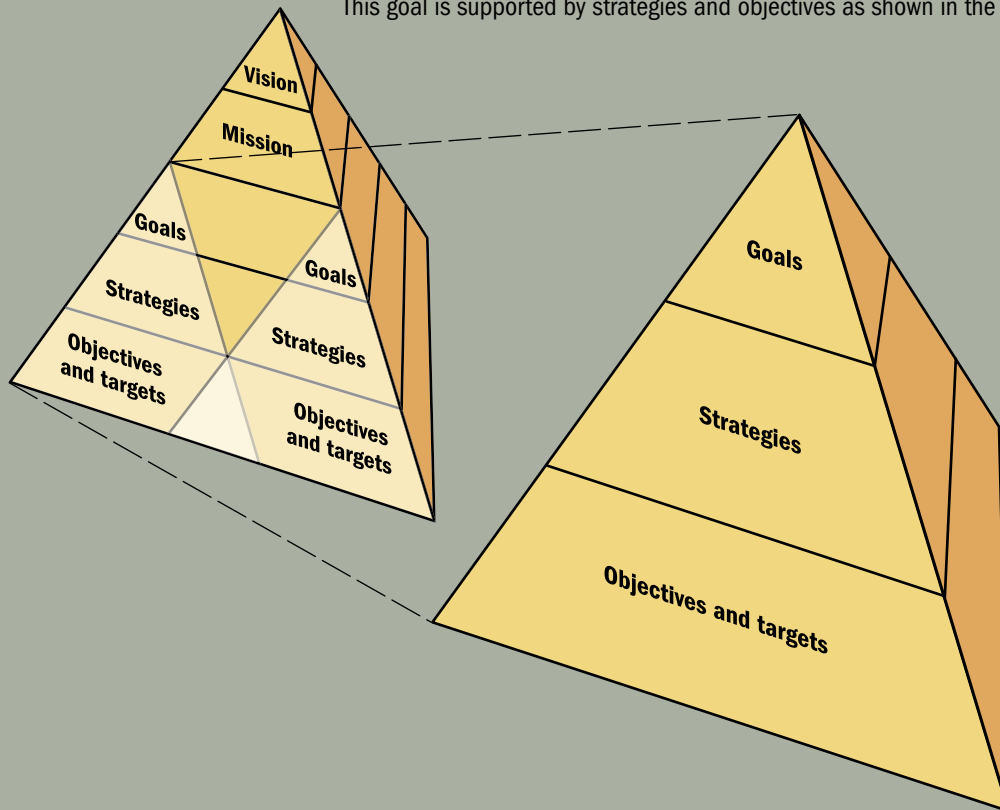 This goal is supported by strategies and objectives as shown in the
Vision
Mission
Goals
Goals
Strategies
Strategies
Objectives
and targets
Objectives
and targets
Goals
Strategies
Objectives and targets